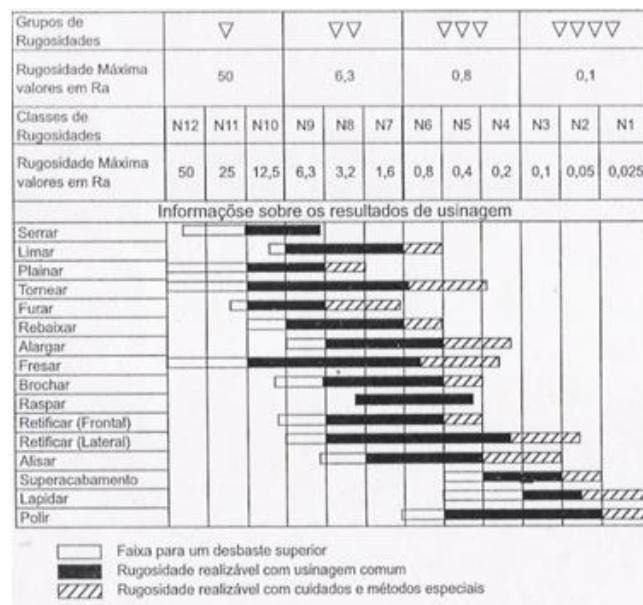 Grupos de
Rugosidades
Rugosidade Máxima
valores em Ra
50 6,3 0,8 0,1
Classes de
Rugosidades
N12 N11 N10 N9 N8 N7 N6 N5 N4 N3 N2 N1
Rugosidade Máxima
valores em Ra
50 25 12,5 6,3 3,2 1,6 0,8 0,4 0,2 0,1 0,05 0,025
Informaçõse sobre os resultados de usinagem
Serrar
Limar
Plainar
Tornear
Furar
Rebaixar
Alargar
Fresar
Brochar
Raspar
Retificar (Frontal)
Retificar (Lateral)
Alisar
Superacabamento
Lapidar
Polir
Faixa para um desbaste superior
Rugosidade realizável com usinagem comum
Rugosidade realizável com cuidados e métodos especiais